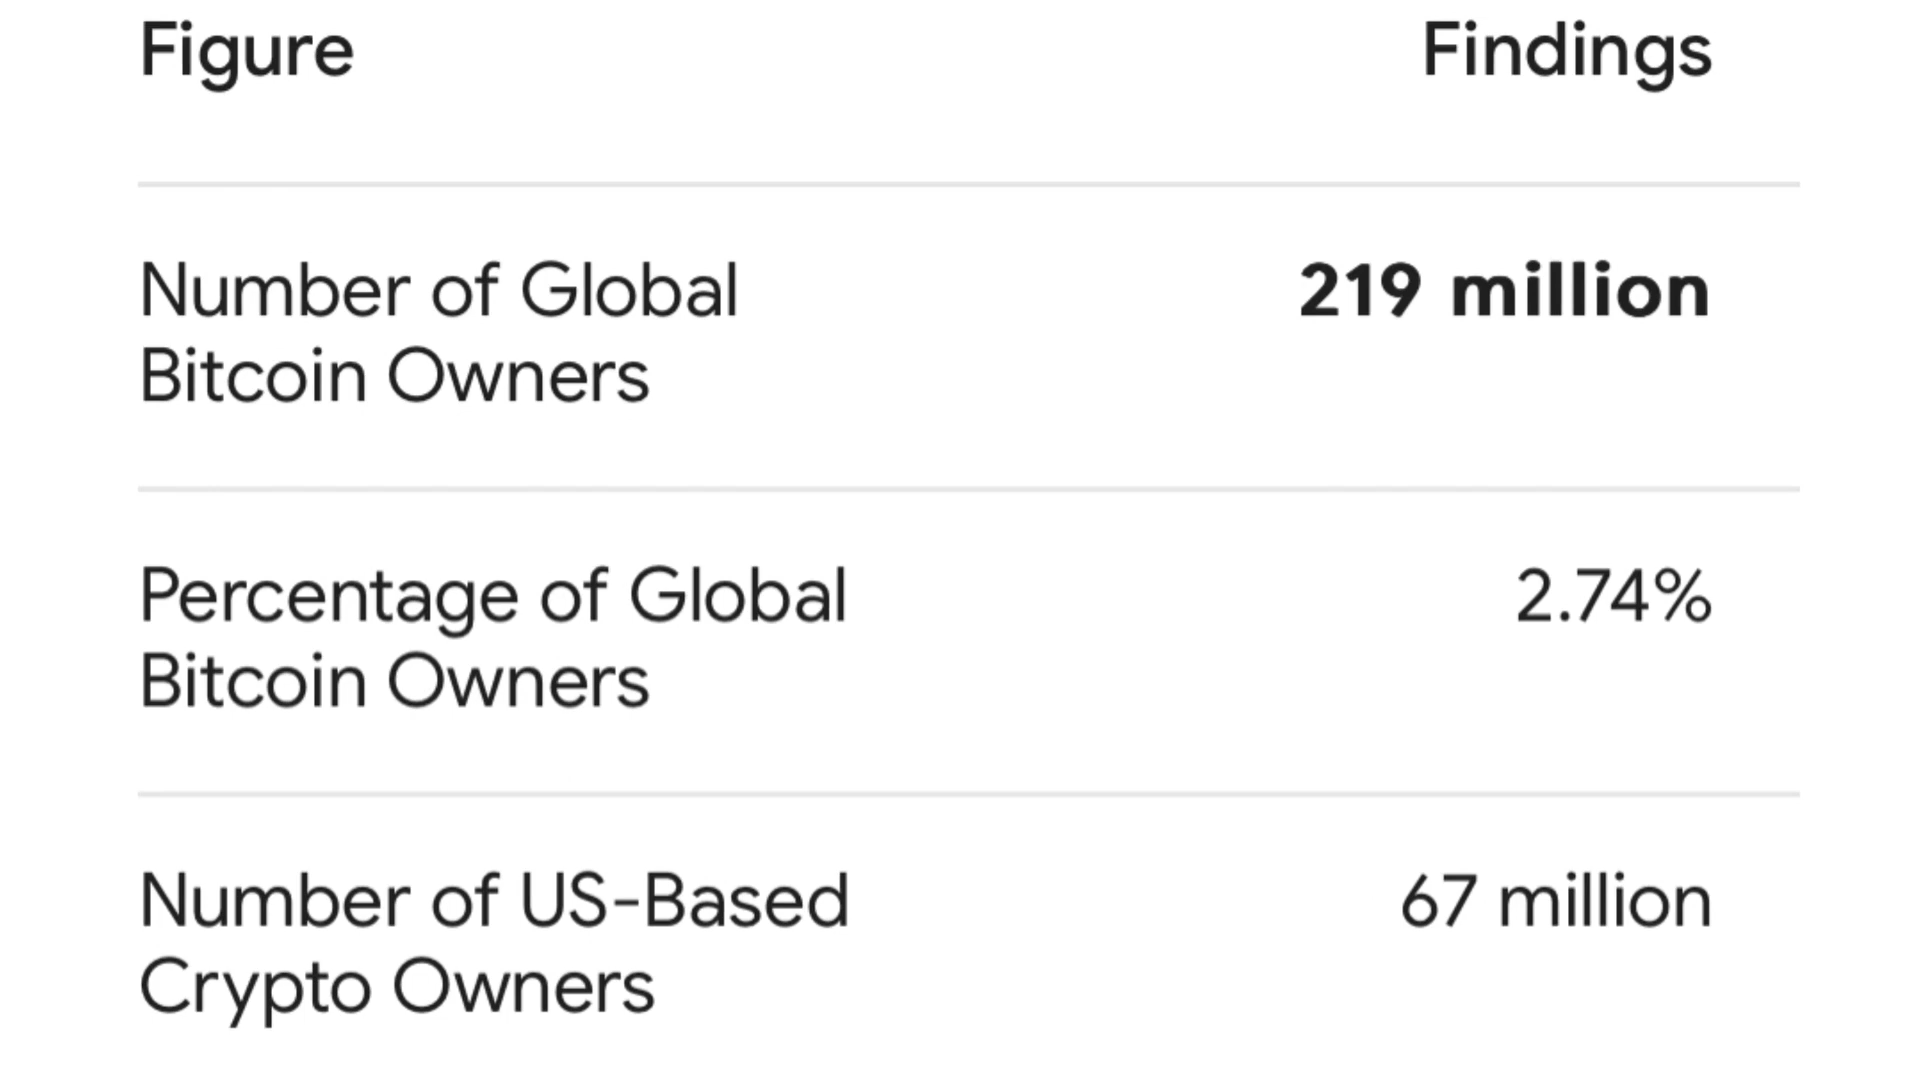 Figure Findings
Number of Global 219 million
Bitcoin Owners
Percentage of Global 2.74%
Bitcoin Owners
Number of US-Based 67 million
Crypto Owners